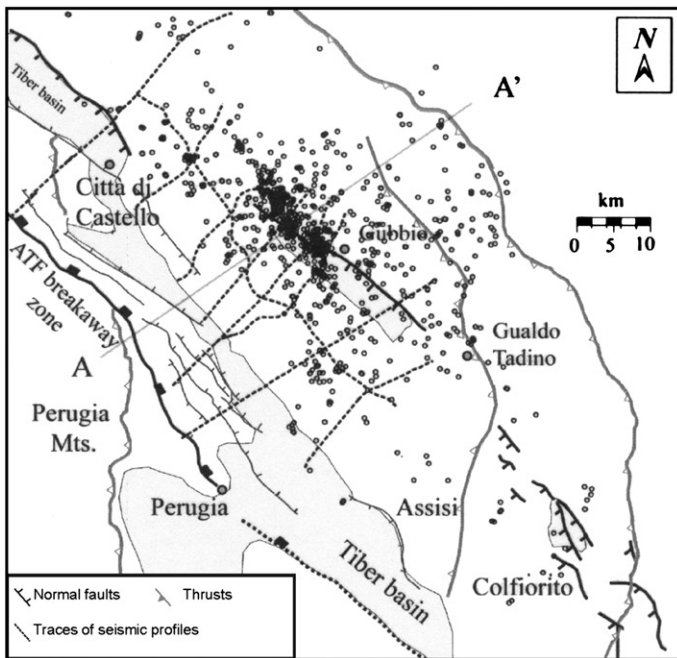 N
A'
Tiber basin
Città di
Castello
km
0 5 10
Gubbio
ATF breakaway
zone
Gualdo
Tadino
A
Perugia
Mts.
Perugia
Assisi
Tiber basin
Colfiorito
Normal faults Thrusts
Traces of seismic profiles